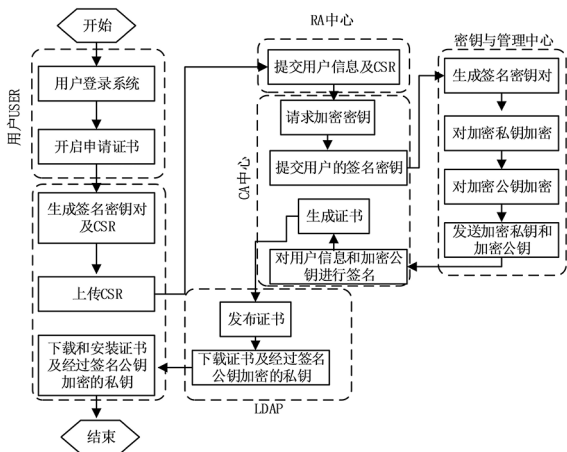 开始
用户USER
用户登录系统
开启申请证书
生成签名密钥对
及CSR
上传CSR
下载和安装证书
及经过签名公钥
加密的私钥
结束
RA中心
提交用户信息及CSR
CA中心
请求加密密钥
提交用户的签名密钥
生成证书
对用户信息和加密公
钥进行签名
发布证书
下载证书及经过签名
公钥加密的私钥
LDAP
密钥与管理中心
生成签名密钥对
对加密私钥加密
对加密公钥加密
发送加密私钥和
加密公钥